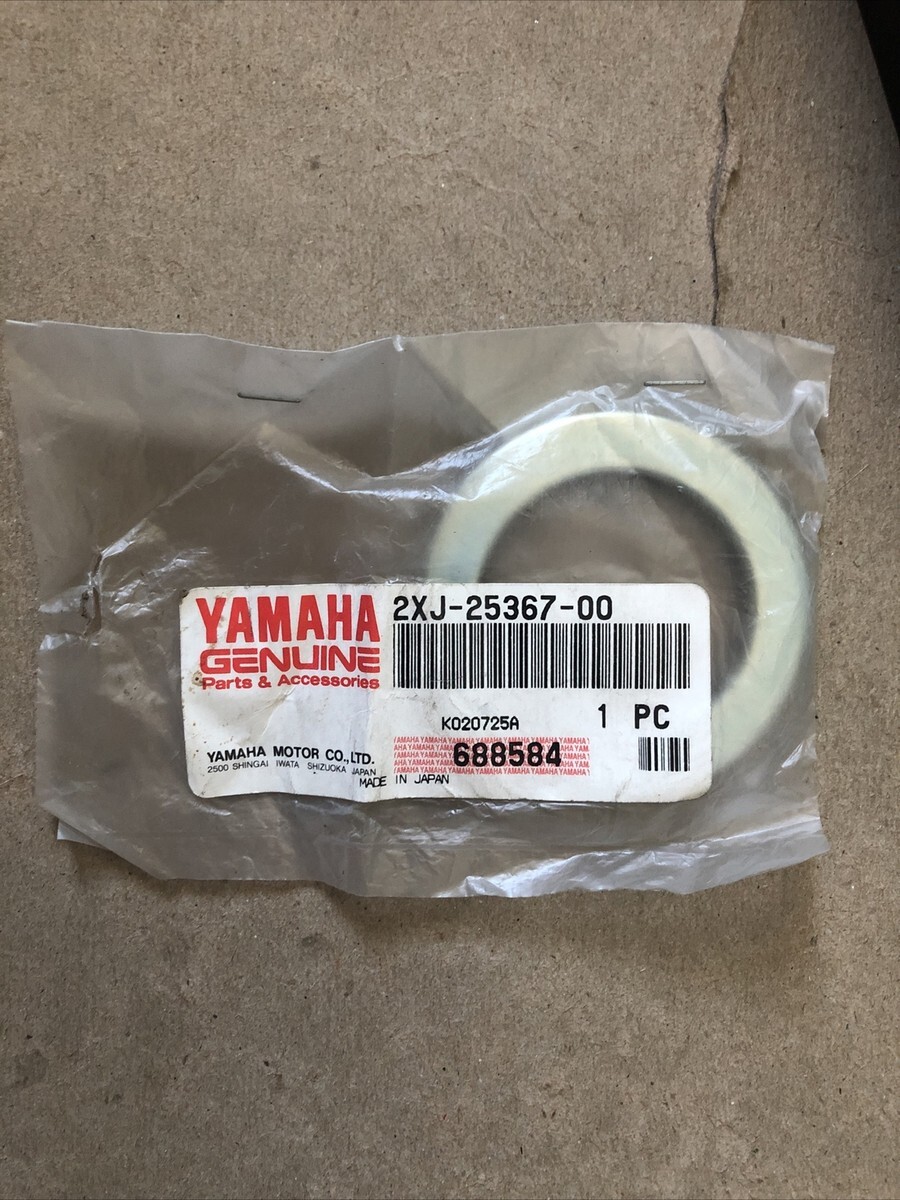 YAMAHA
GENUINE
Parts & Accessories
2XJ-25367-00
K020725A
1 PC
688584
YAMAHA MOTOR CO.,LTD.
2500 SHINGAI IWATA SHIZUOKA JAPAN
MADE IN JAPAN